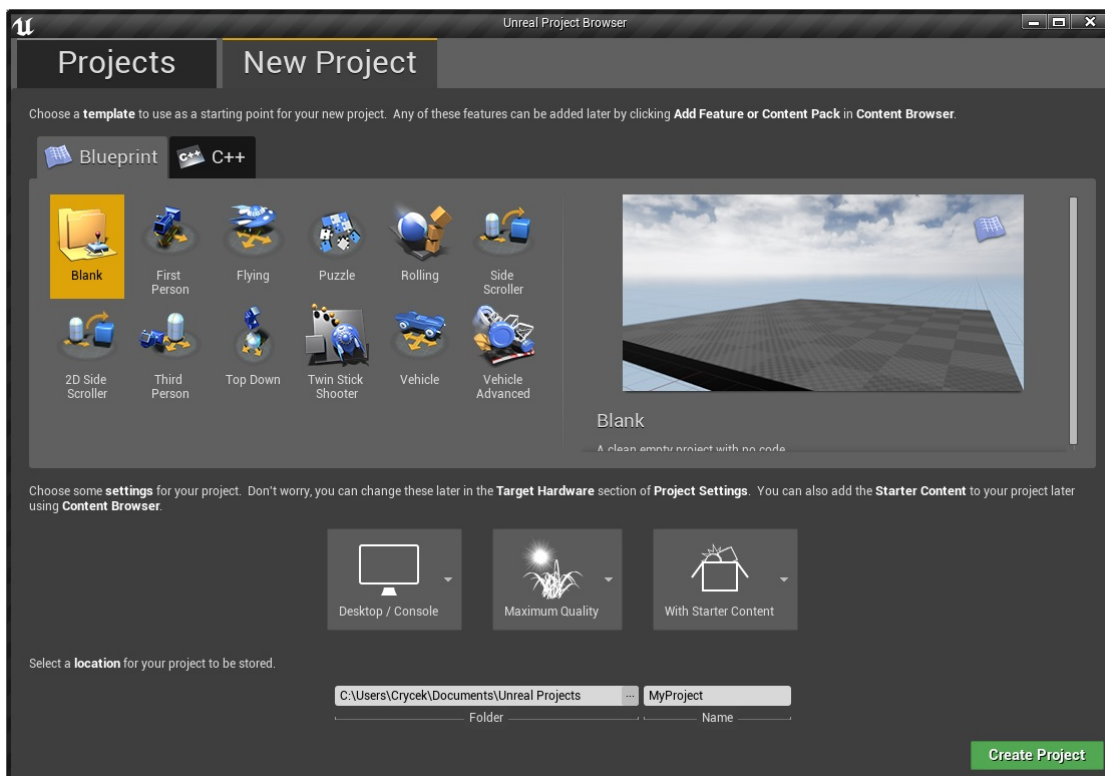 Unreal Project Browser
Projects
New Project
Choose a template to use as a starting point for your new project. Any of these features can be added later by clicking Add Feature or Content Pack in Content Browser.
Blueprint
C++
C++
Blank
First
Person
Flying
Puzzle
Rolling
Side
Scroller
2D Side
Scroller
Third
Person
Top Down
Twin Stick
Shooter
Vehicle
Vehicle
Advanced
Blank
A clean empty project with no code.
Choose some settings for your project. Don't worry, you can change these later in the Target Hardware section of Project Settings. You can also add the Starter Content to your project later
using Content Browser.
Desktop / Console
Maximum Quality
With Starter Content
Select a location for your project to be stored.
C:\Users\Crycek\Documents\Unreal Projects
...
MyProject
Folder
Name
Create Project